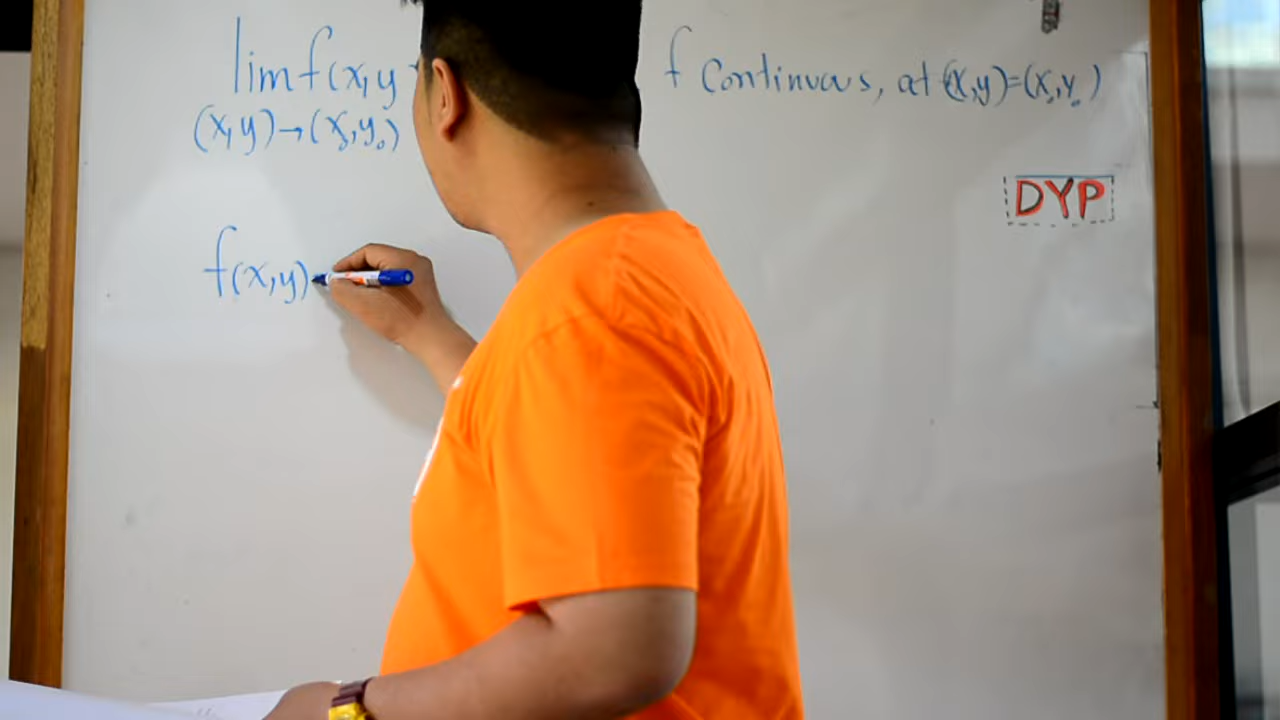 lim f(x,y
f continuous, at (x,y)=(x₀,y₀)
(x,y)→(x₀,y₀)
DYP
f(x,y)